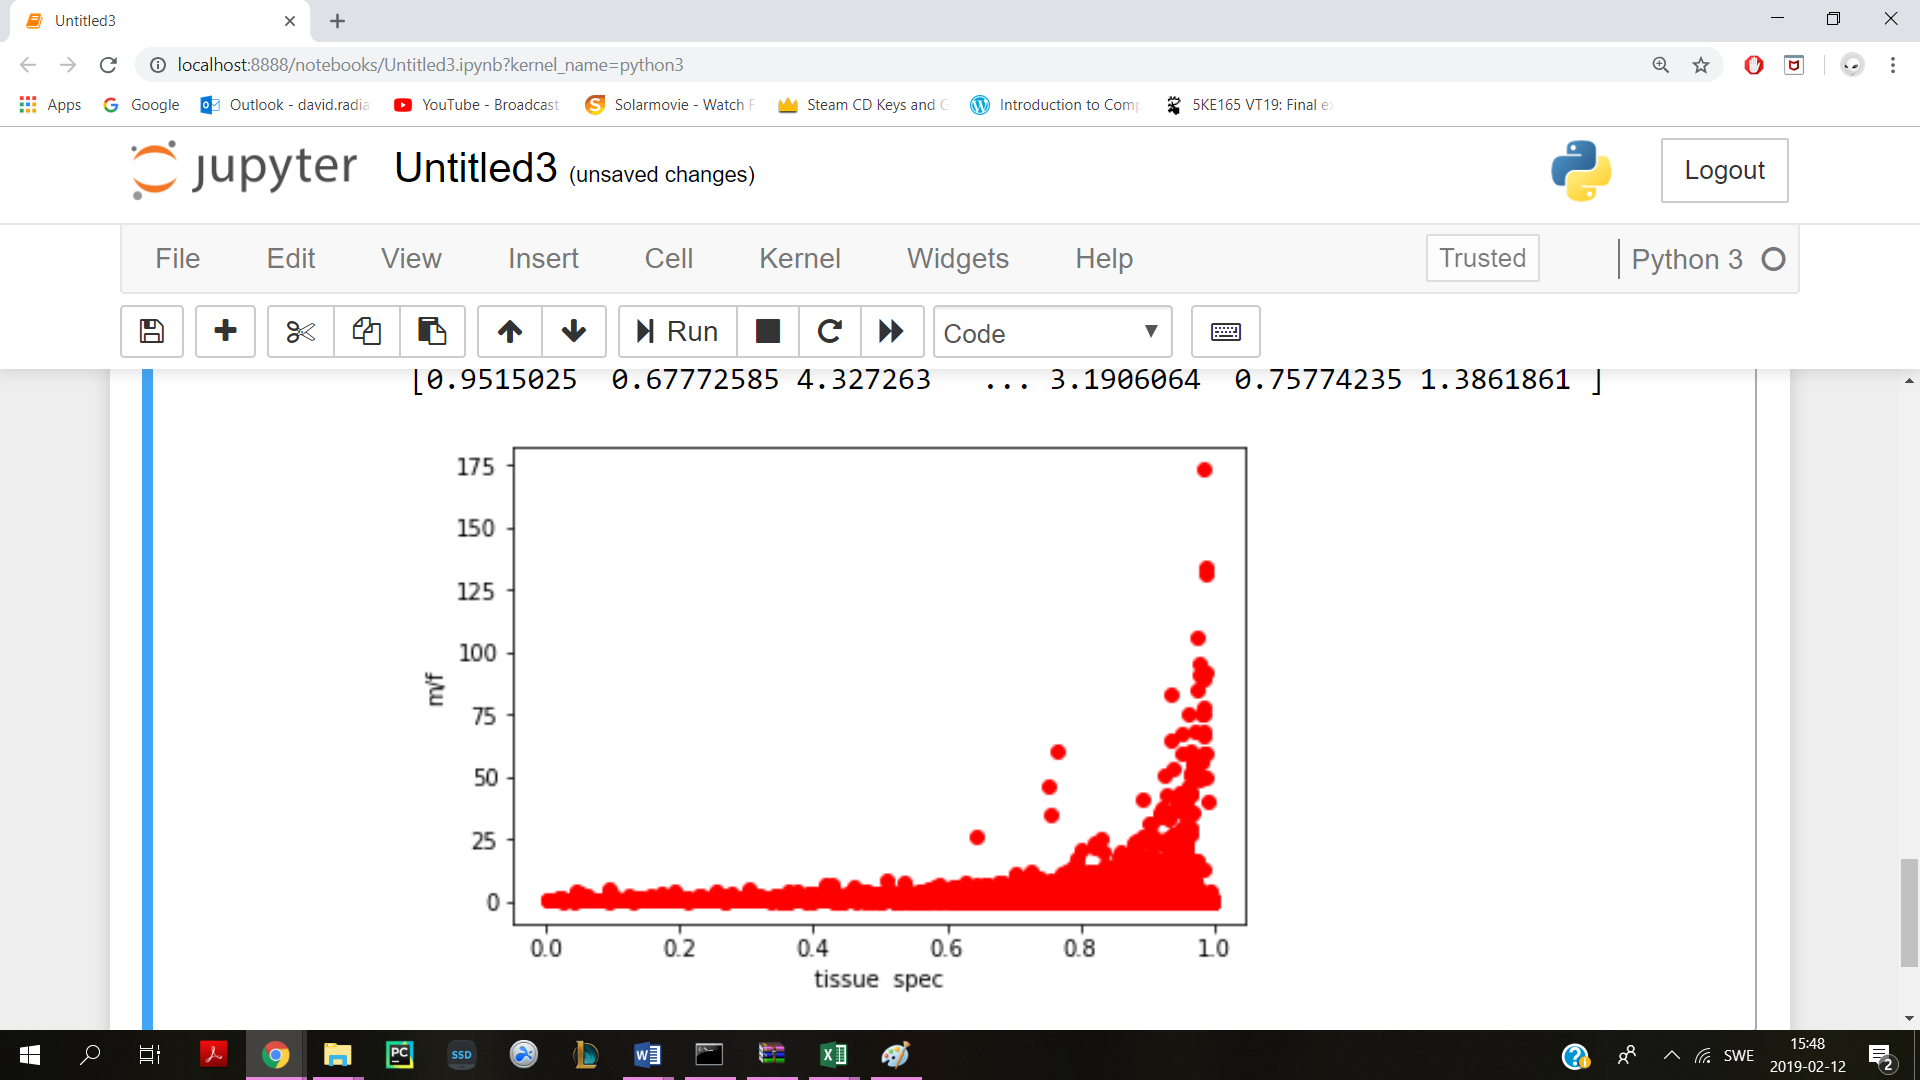 Untitled3
localhost:8888/notebooks/Untitled3.ipynb?kernel_name=python3
Apps Google Outlook - david.radia YouTube - Broadcast Solarmovie - Watch F Steam CD Keys and G Introduction to Comp 5KE165 VT19: Final ex
jupyter Untitled3 (unsaved changes) Logout
File Edit View Insert Cell Kernel Widgets Help Trusted Python 3
Run Code
[0.9515025 0.67772585 4.327263 ... 3.1906064 0.75774235 1.3861861 ]
175
150
125
100
75
50
25
0
m/f
0.0 0.2 0.4 0.6 0.8 1.0
tissue spec
PC SSD SWE 15:48
2019-02-12 2